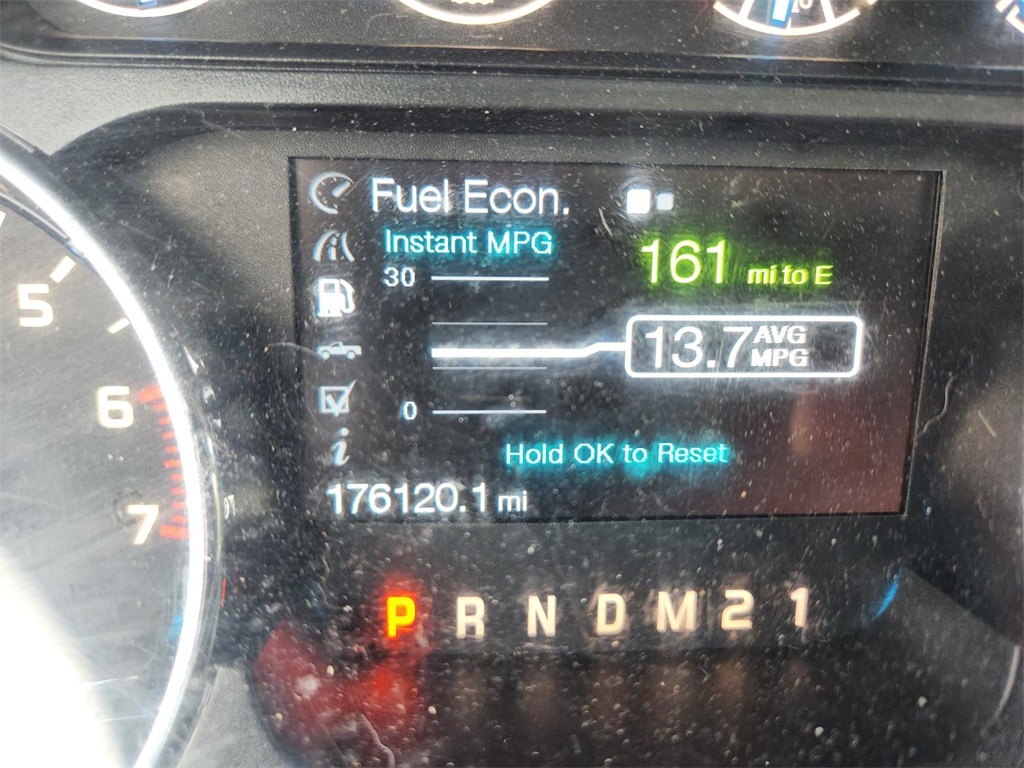 Fuel Econ.
Instant MPG
30
161 mi to E
5
13.7 AVG MPG
6
0
Hold OK to Reset
176120.1 mi
7
P R N D M 2 1